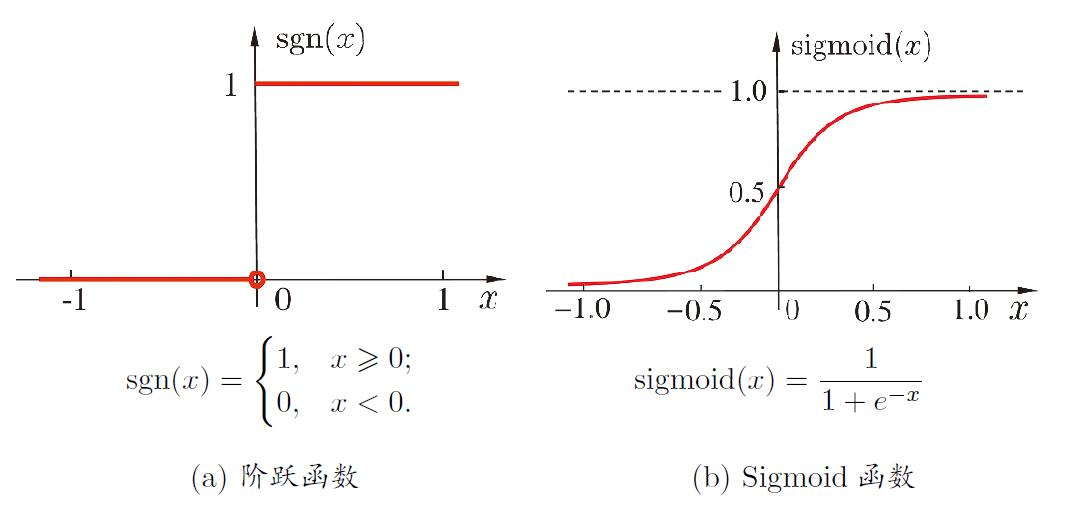 sgn(x)
1
-1
0
1
x
sgn(x) = { 1, x ⩾ 0;
0, x < 0.
(a) 阶跃函数
sigmoid(x)
1.0
0.5
−1.0
−0.5
0
0.5
1.0
x
sigmoid(x) = 1 / (1 + e^{−x})
(b) Sigmoid 函数